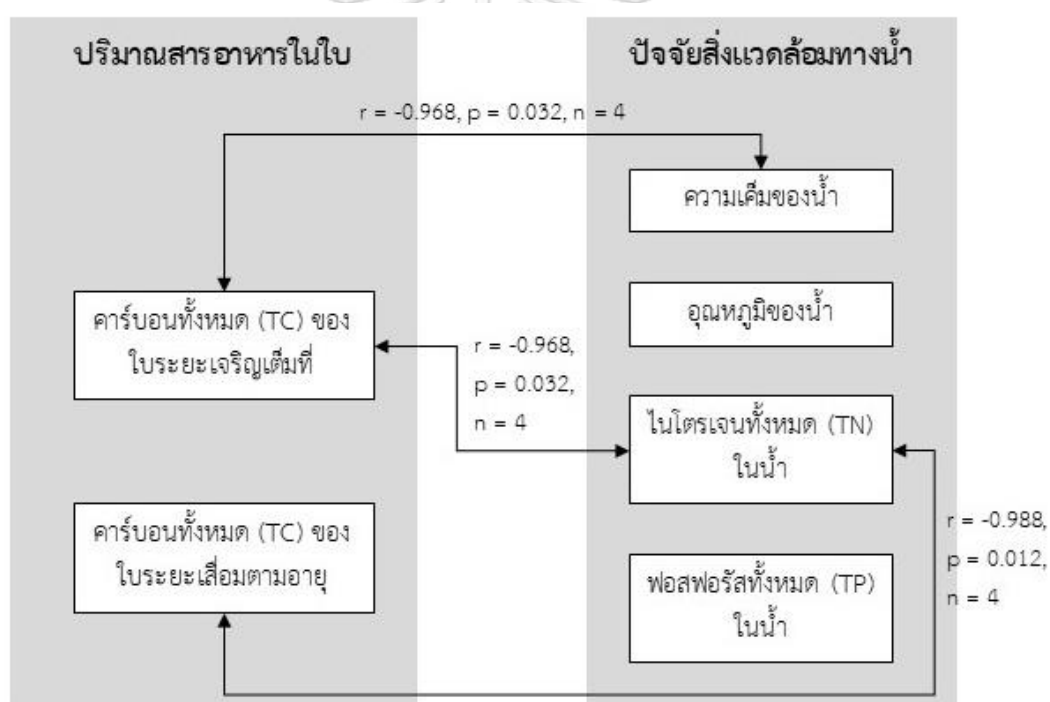 ปริมาณสารอาหารในใบ
ปัจจัยสิ่งแวดล้อมทางน้ำ
r = -0.968, p = 0.032, n = 4
ความเค็มของน้ำ
อุณหภูมิของน้ำ
คาร์บอนทั้งหมด (TC) ของ
ใบระยะเจริญเต็มที่
r = -0.968,
p = 0.032,
n = 4
ไนโตรเจนทั้งหมด (TN)
ในน้ำ
คาร์บอนทั้งหมด (TC) ของ
ใบระยะเสื่อมตามอายุ
r = -0.988,
p = 0.012,
n = 4
ฟอสฟอรัสทั้งหมด (TP)
ในน้ำ